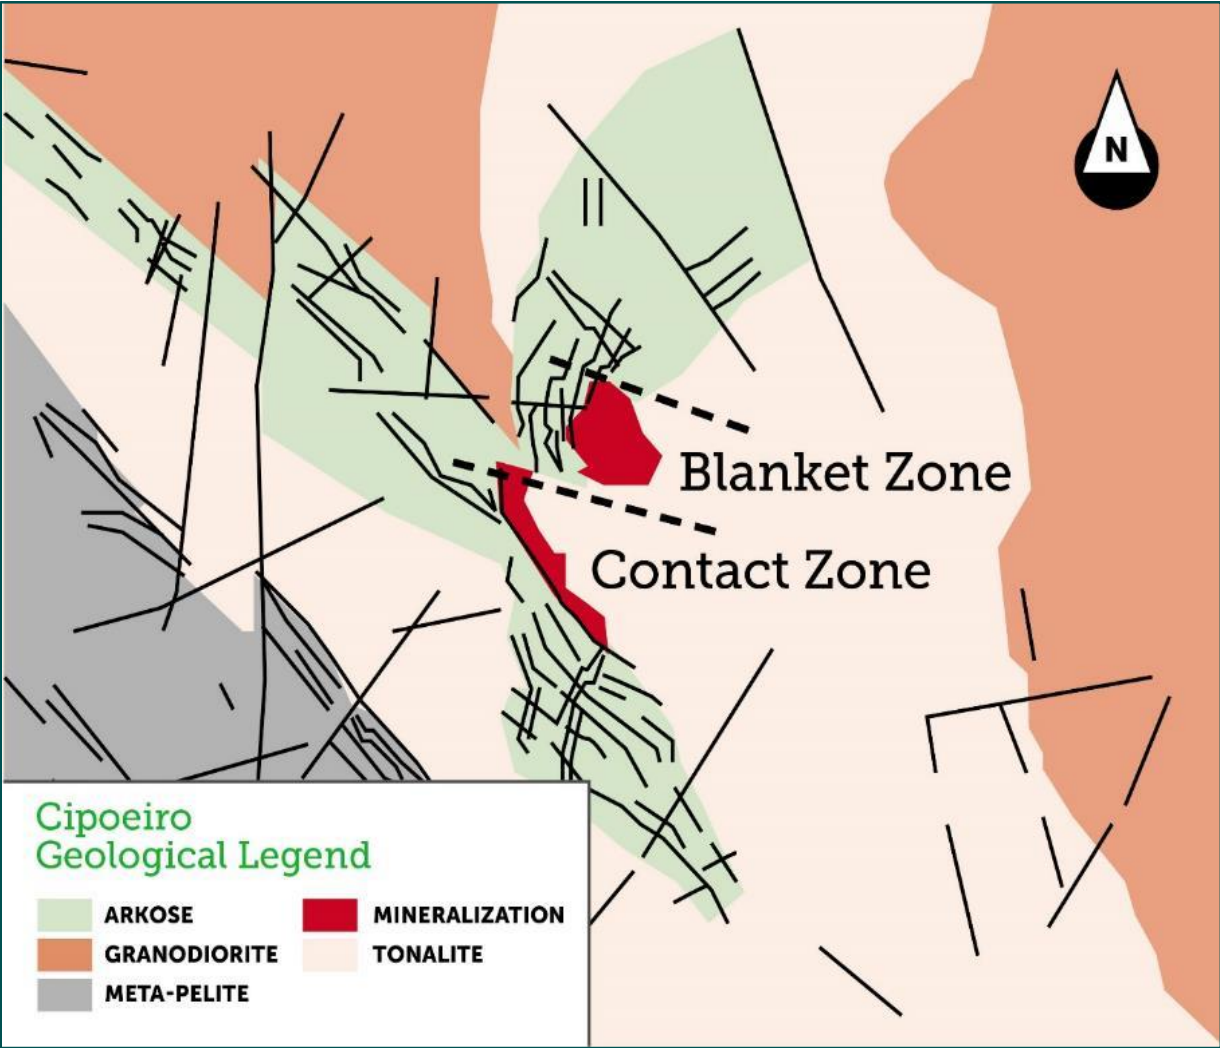 N
Blanket Zone
Contact Zone
Cipoeiro
Geological Legend
ARKOSE
MINERALIZATION
GRANODIORITE
TONALITE
META-PELITE